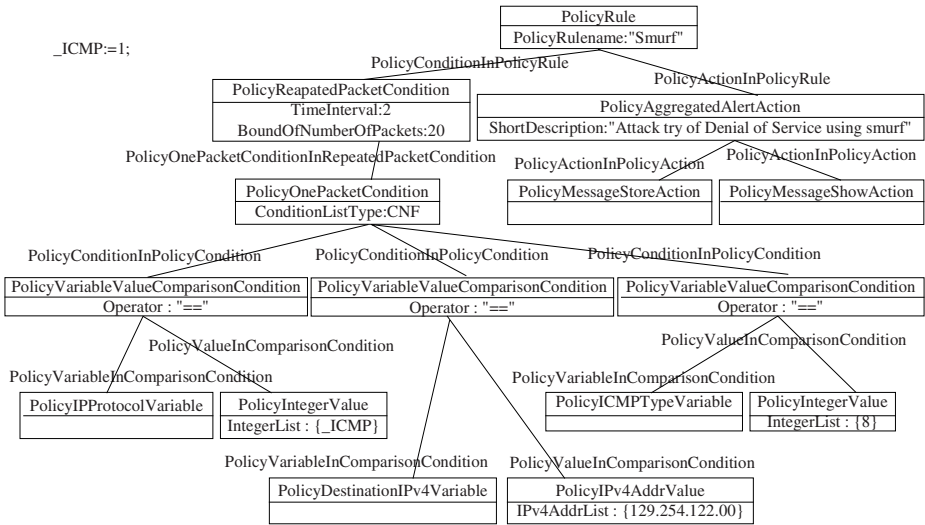 PolicyRule
PolicyRulename:"Smurf"
_ICMP:=1;
PolicyConditionInPolicyRule
PolicyActionInPolicyRule
PolicyReapatedPacketCondition
TimeInterval:2
BoundOfNumberOfPackets:20
PolicyAggregatedAlertAction
ShortDescription:"Attack try of Denial of Service using smurf"
PolicyOnePacketConditionInRepeatedPacketCondition
PolicyActionInPolicyAction
PolicyActionInPolicyAction
PolicyOnePacketCondition
ConditionListType:CNF
PolicyMessageStoreAction
PolicyMessageShowAction
PolicyConditionInPolicyCondition
PolicyConditionInPolicyCondition
PolicyConditionInPolicyCondition
PolicyVariableValueComparisonCondition
Operator : "=="
PolicyVariableValueComparisonCondition
Operator : "=="
PolicyVariableValueComparisonCondition
Operator : "=="
PolicyValueInComparisonCondition
PolicyValueInComparisonCondition
PolicyVariableInComparisonCondition
PolicyVariableInComparisonCondition
PolicyIPProtocolVariable
PolicyIntegerValue
IntegerList : {_ICMP}
PolicyICMPTypeVariable
PolicyIntegerValue
IntegerList : {8}
PolicyVariableInComparisonCondition
PolicyValueInComparisonCondition
PolicyDestinationIPv4Variable
PolicyIPv4AddrValue
IPv4AddrList : {129.254.122.00}